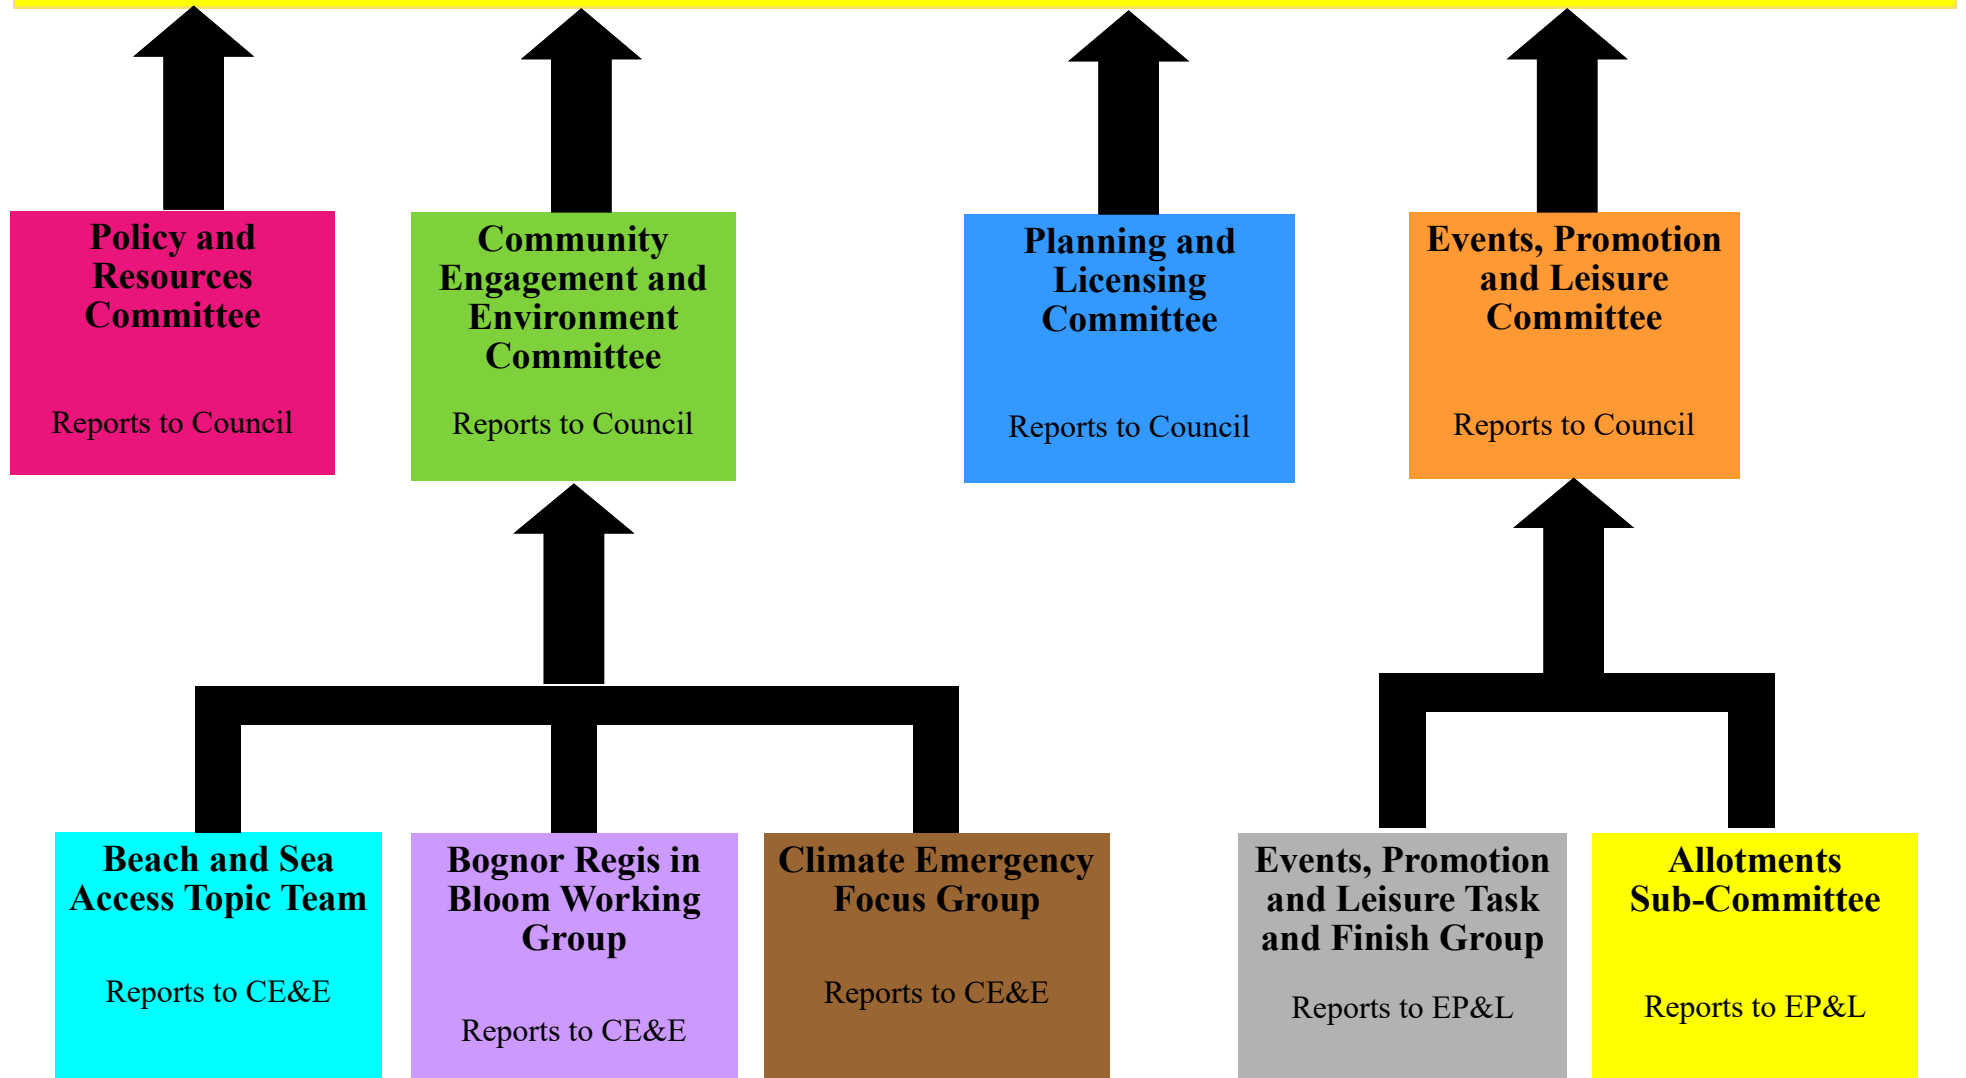 Policy and
Resources
Committee
Reports to Council
Community
Engagement and
Environment
Committee
Reports to Council
Planning and
Licensing
Committee
Reports to Council
Events, Promotion
and Leisure
Committee
Reports to Council
Beach and Sea
Access Topic Team
Reports to CE&E
Bognor Regis in
Bloom Working
Group
Reports to CE&E
Climate Emergency
Focus Group
Reports to CE&E
Events, Promotion
and Leisure Task
and Finish Group
Reports to EP&L
Allotments
Sub-Committee
Reports to EP&L